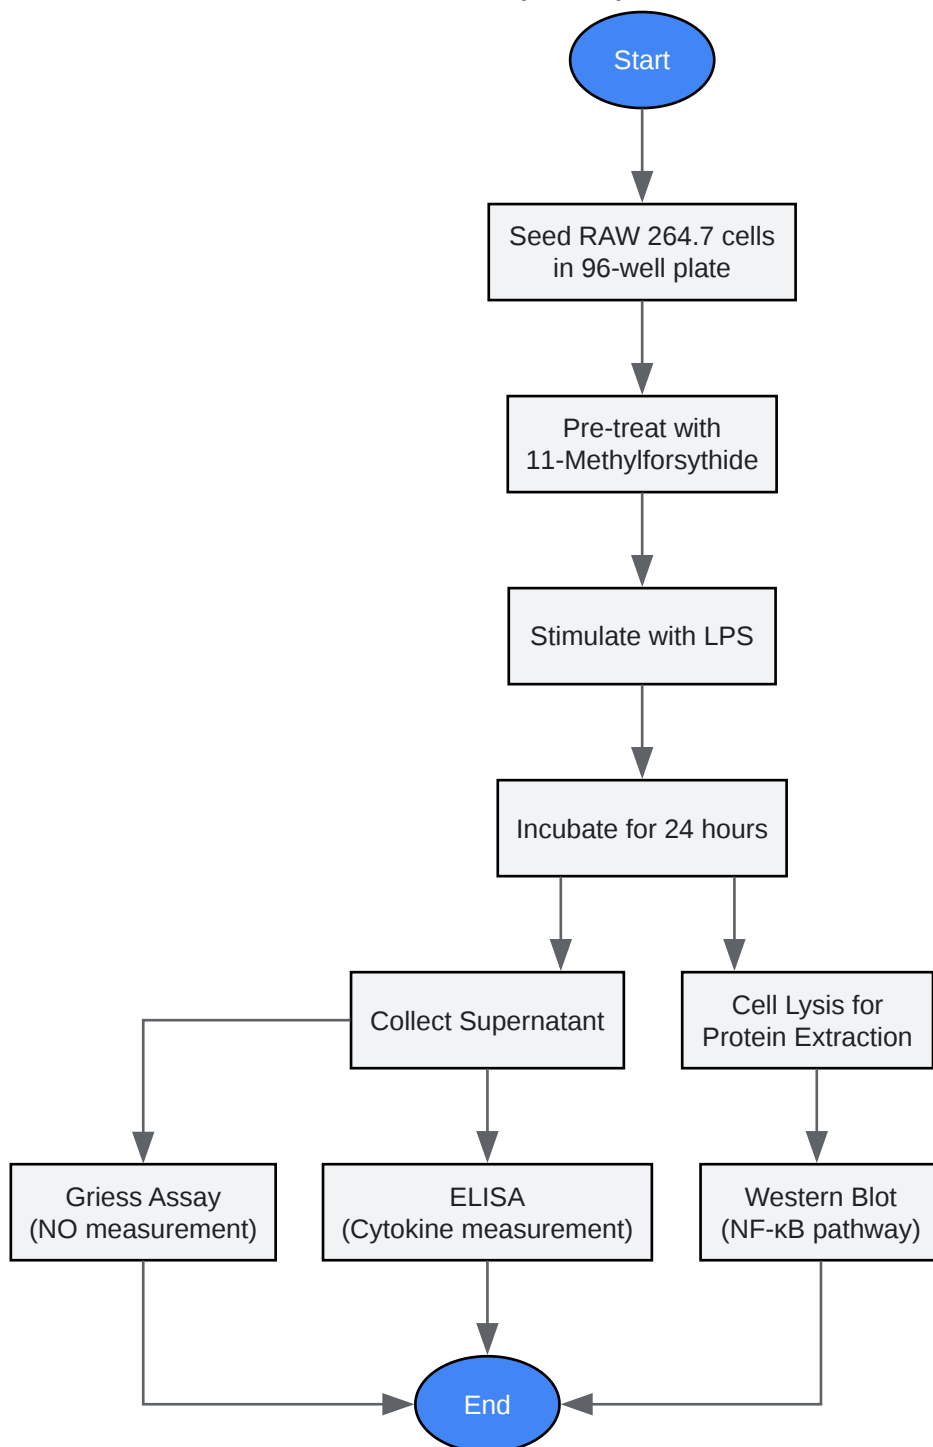 Start
Seed RAW 264.7 cells
in 96-well plate
Pre-treat with
11-Methylforsythide
Stimulate with LPS
Incubate for 24 hours
Collect Supernatant
Cell Lysis for
Protein Extraction
Griess Assay
(NO measurement)
ELISA
(Cytokine measurement)
Western Blot
(NF-κB pathway)
End